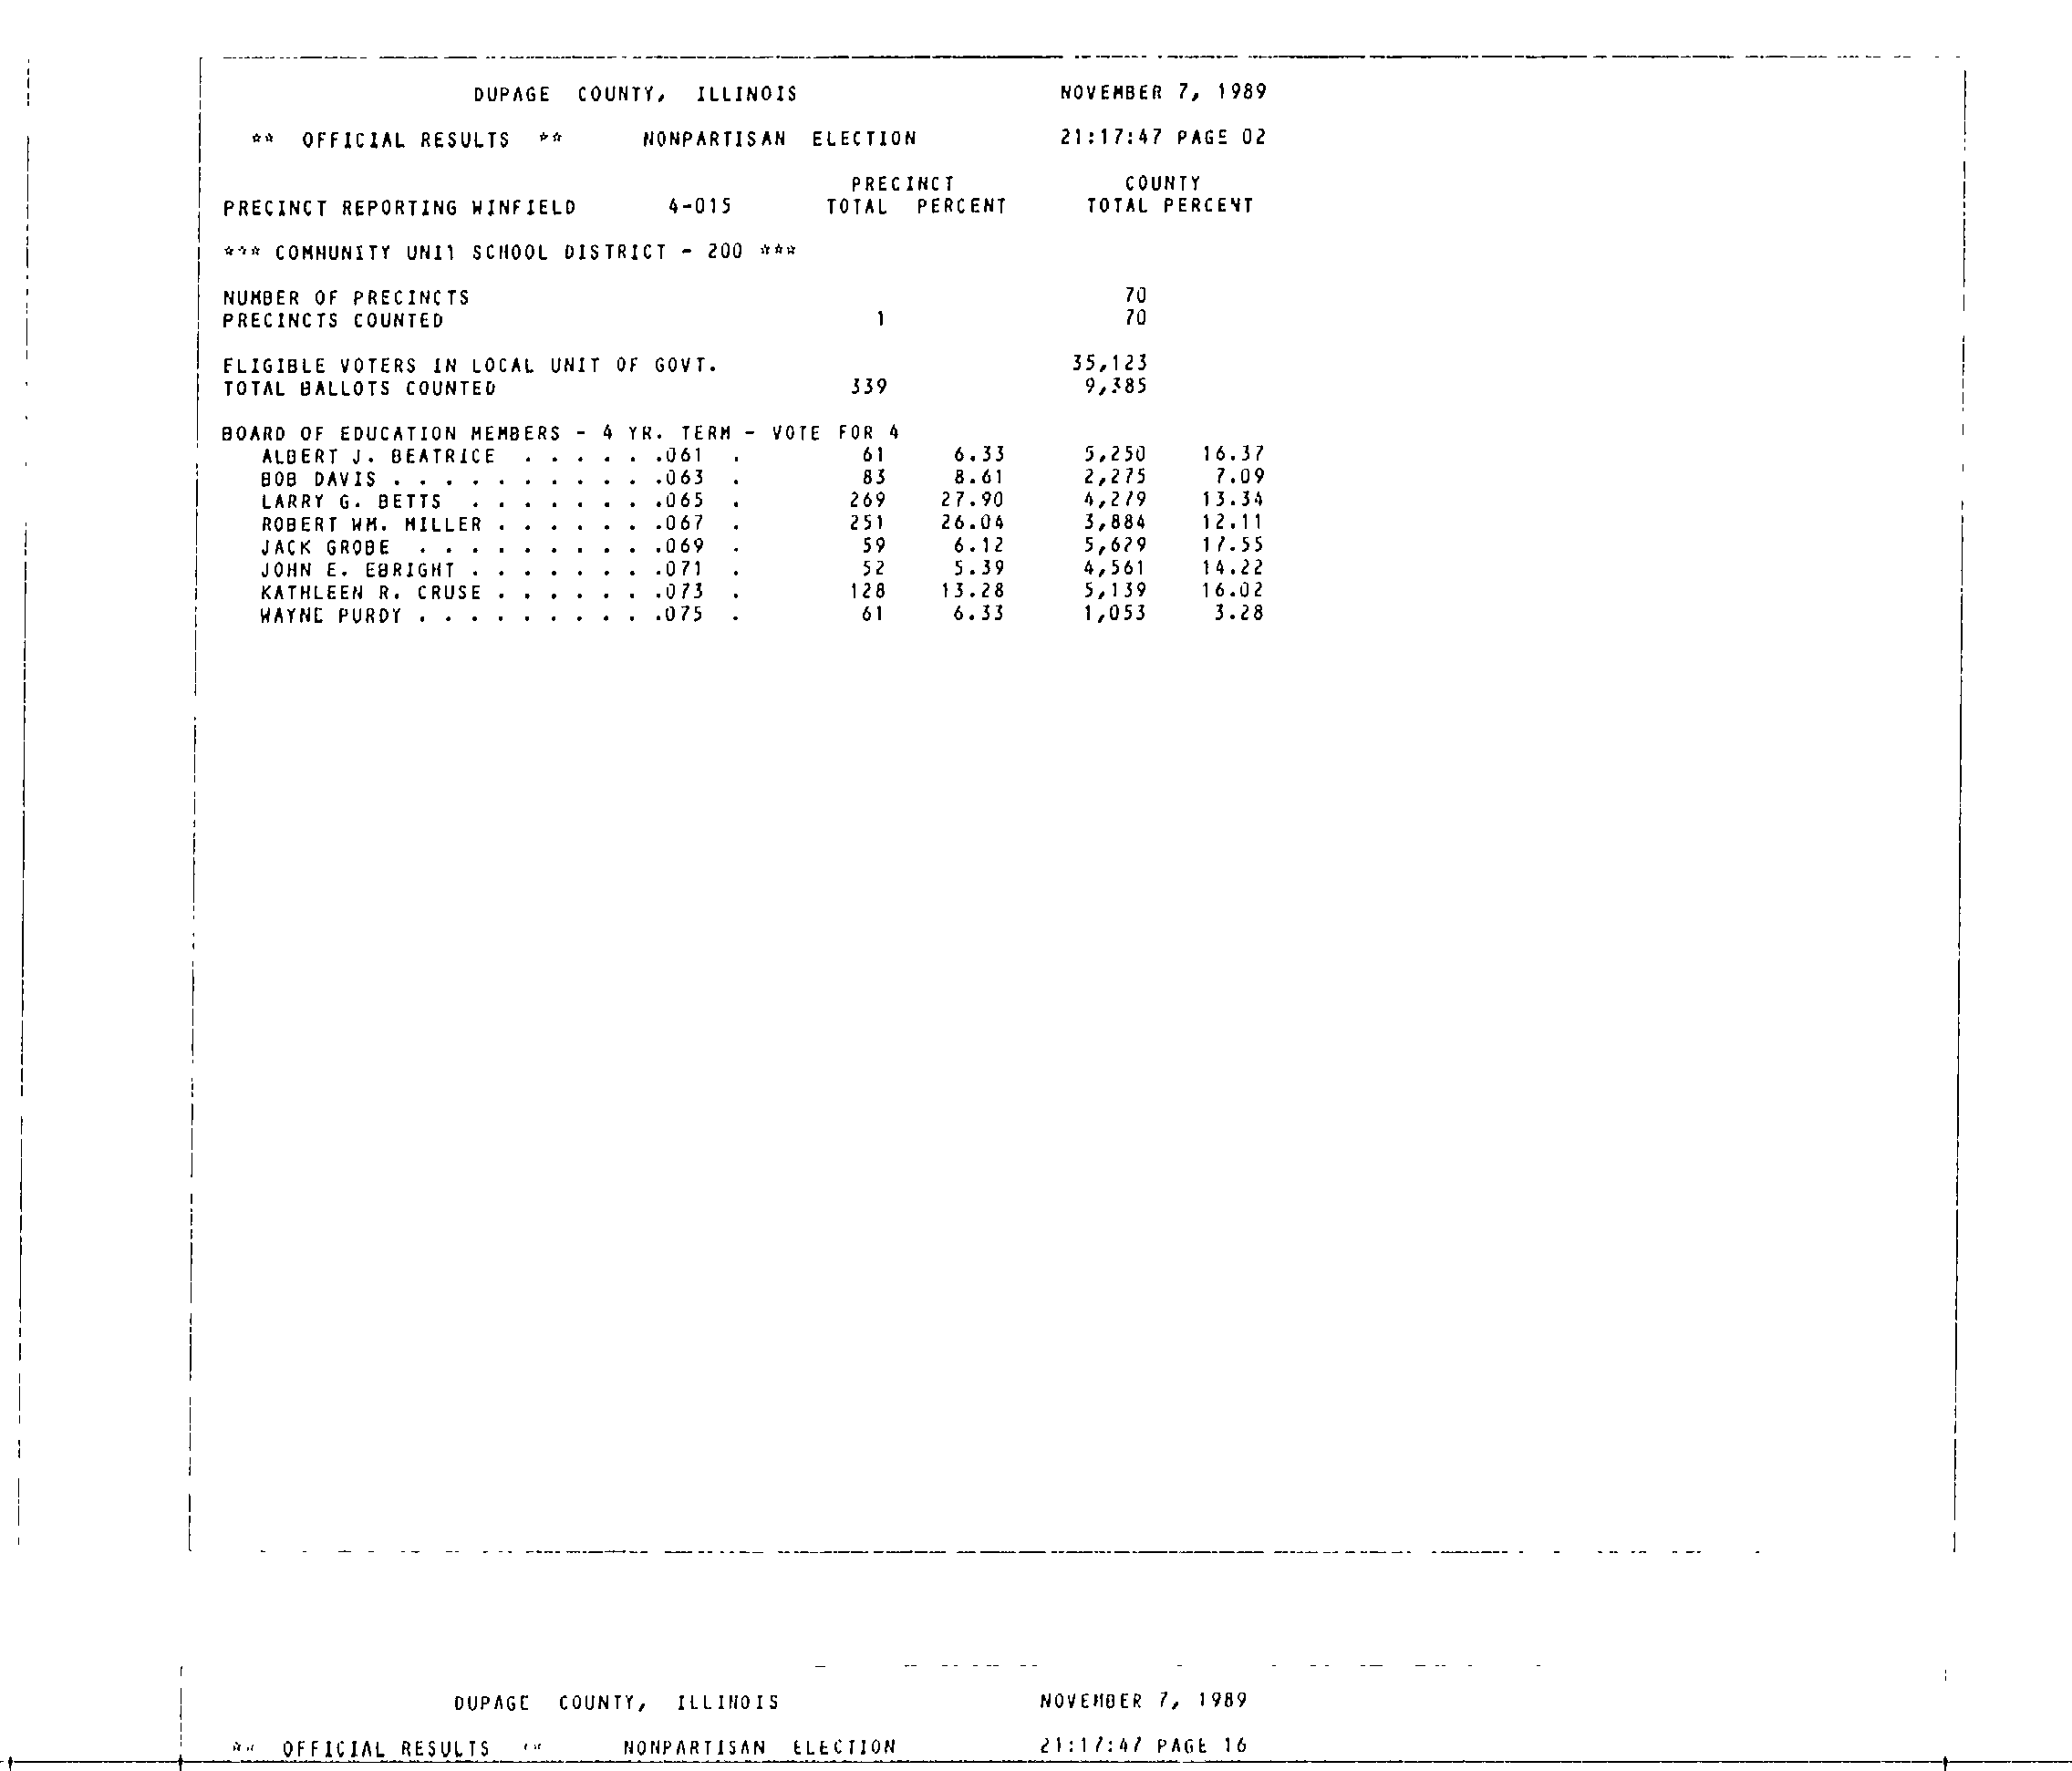 DUPAGE COUNTY, ILLINOIS NOVEMBER 7, 1989
** OFFICIAL RESULTS ** NONPARTISAN ELECTION 21:17:47 PAGE 02
PRECINCT COUNTY
PRECINCT REPORTING WINFIELD 4-015 TOTAL PERCENT TOTAL PERCENT
*** COMMUNITY UNIT SCHOOL DISTRICT - 200 ***
NUMBER OF PRECINCTS 70
PRECINCTS COUNTED 1 70
ELIGIBLE VOTERS IN LOCAL UNIT OF GOVT. 35,123
TOTAL BALLOTS COUNTED 339 9,385
BOARD OF EDUCATION MEMBERS - 4 YR. TERM - VOTE FOR 4
ALBERT J. BEATRICE . . . . . .061 . 61 6.33 5,250 16.37
BOB DAVIS . . . . . . . . . . .063 . 83 8.61 2,275 7.09
LARRY G. BETTS . . . . . . . .065 . 269 27.90 4,279 13.34
ROBERT WM. MILLER . . . . . . .067 . 251 26.04 3,884 12.11
JACK GROBE . . . . . . . . . .069 . 59 6.12 5,629 17.55
JOHN E. EBRIGHT . . . . . . . .071 . 52 5.39 4,561 14.22
KATHLEEN R. CRUSE . . . . . . .073 . 128 13.28 5,139 16.02
WAYNE PURDY . . . . . . . . . .075 . 61 6.33 1,053 3.28
DUPAGE COUNTY, ILLINOIS NOVEMBER 7, 1989
** OFFICIAL RESULTS ** NONPARTISAN ELECTION 21:17:47 PAGE 16